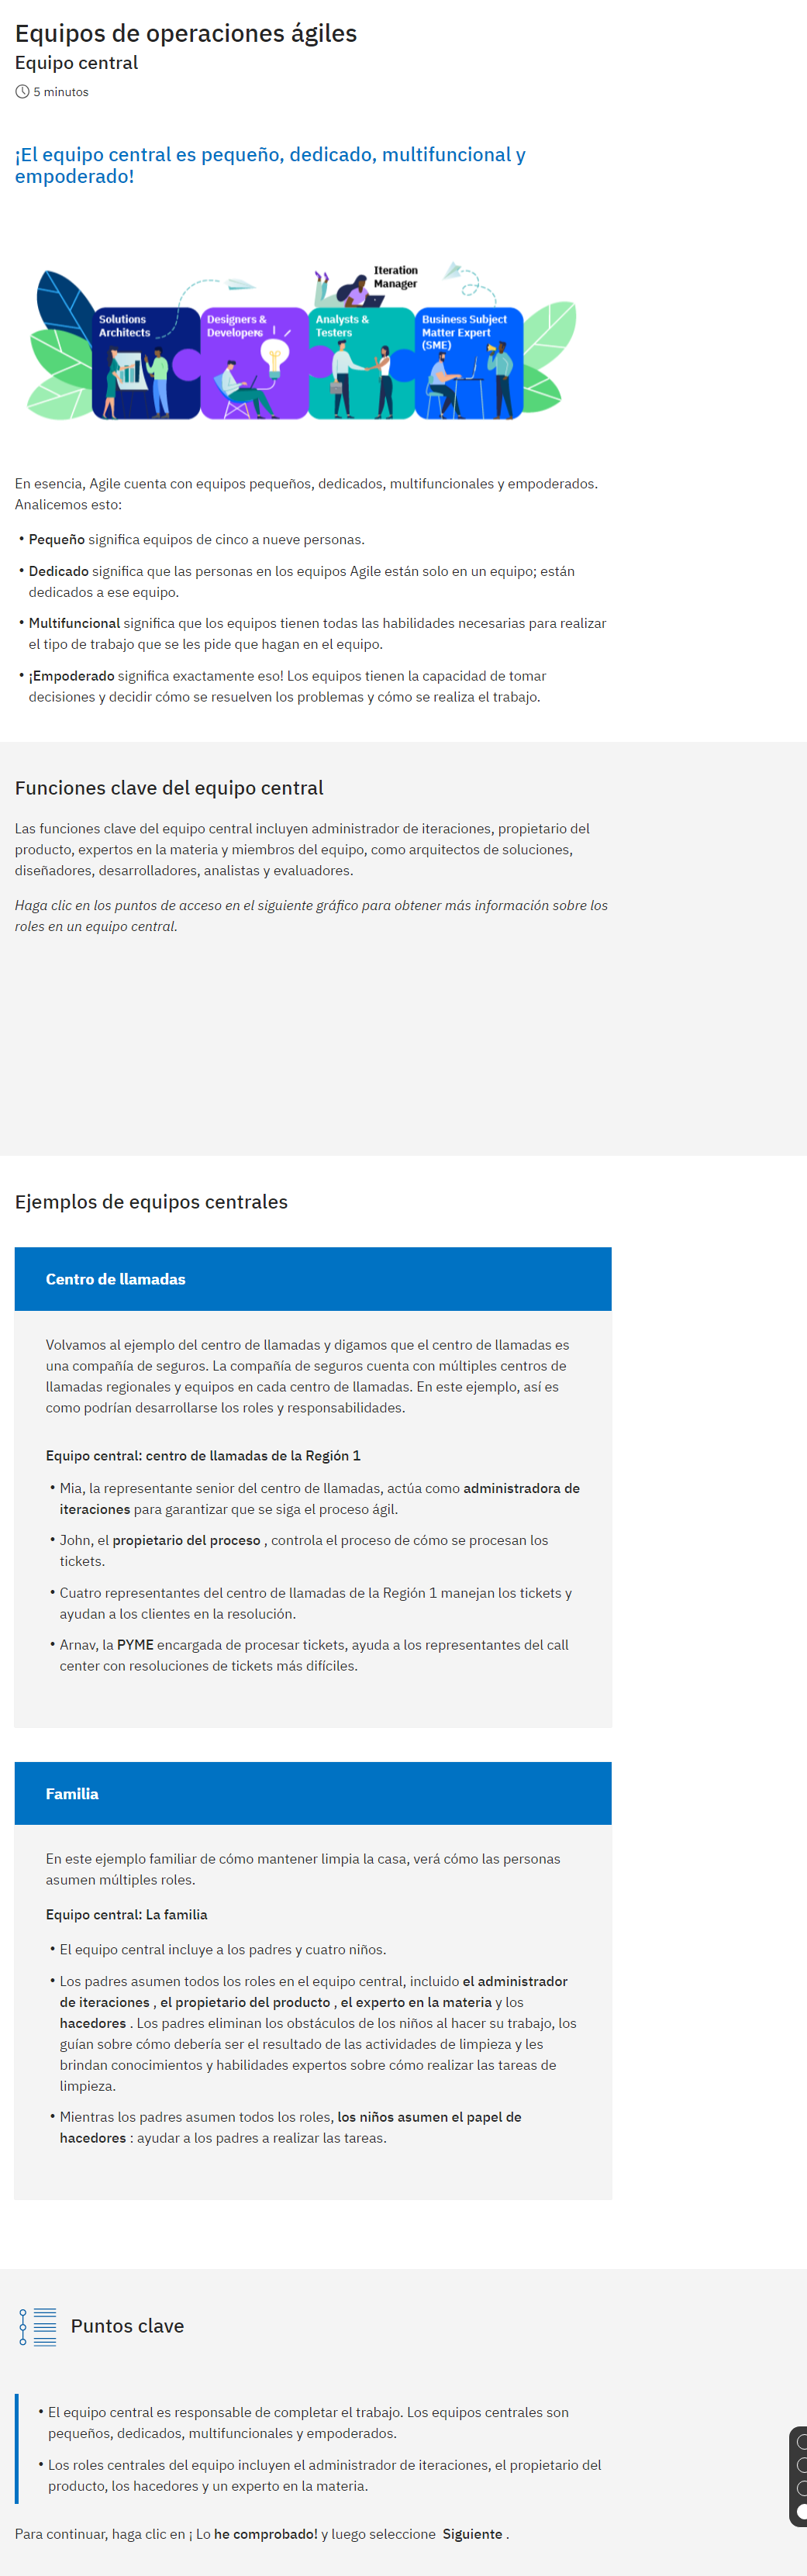 Equipos de operaciones ágiles
Equipo central
5 minutos
¡El equipo central es pequeño, dedicado, multifuncional y
empoderado!
Iteration
Manager
Solutions
Architects
Designers &
Developers
Analysts &
Testers
Business Subject
Matter Expert
(SME)
En esencia, Agile cuenta con equipos pequeños, dedicados, multifuncionales y empoderados.
Analicemos esto:
• Pequeño significa equipos de cinco a nueve personas.
• Dedicado significa que las personas en los equipos Agile están solo en un equipo; están
dedicados a ese equipo.
• Multifuncional significa que los equipos tienen todas las habilidades necesarias para realizar
el tipo de trabajo que se les pide que hagan en el equipo.
• ¡Empoderado significa exactamente eso! Los equipos tienen la capacidad de tomar
decisiones y decidir cómo se resuelven los problemas y cómo se realiza el trabajo.
Funciones clave del equipo central
Las funciones clave del equipo central incluyen administrador de iteraciones, propietario del
producto, expertos en la materia y miembros del equipo, como arquitectos de soluciones,
diseñadores, desarrolladores, analistas y evaluadores.
Haga clic en los puntos de acceso en el siguiente gráfico para obtener más información sobre los
roles en un equipo central.
Ejemplos de equipos centrales
Centro de llamadas
Volvamos al ejemplo del centro de llamadas y digamos que el centro de llamadas es
una compañía de seguros. La compañía de seguros cuenta con múltiples centros de
llamadas regionales y equipos en cada centro de llamadas. En este ejemplo, así es
como podrían desarrollarse los roles y responsabilidades.
Equipo central: centro de llamadas de la Región 1
• Mia, la representante senior del centro de llamadas, actúa como administradora de
iteraciones para garantizar que se siga el proceso ágil.
• John, el propietario del proceso , controla el proceso de cómo se procesan los
tickets.
• Cuatro representantes del centro de llamadas de la Región 1 manejan los tickets y
ayudan a los clientes en la resolución.
• Arnav, la PYME encargada de procesar tickets, ayuda a los representantes del call
center con resoluciones de tickets más difíciles.
Familia
En este ejemplo familiar de cómo mantener limpia la casa, verá cómo las personas
asumen múltiples roles.
Equipo central: La familia
• El equipo central incluye a los padres y cuatro niños.
• Los padres asumen todos los roles en el equipo central, incluido el administrador
de iteraciones , el propietario del producto , el experto en la materia y los
hacedores . Los padres eliminan los obstáculos de los niños al hacer su trabajo, los
guían sobre cómo debería ser el resultado de las actividades de limpieza y les
brindan conocimientos y habilidades expertos sobre cómo realizar las tareas de
limpieza.
• Mientras los padres asumen todos los roles, los niños asumen el papel de
hacedores : ayudar a los padres a realizar las tareas.
Puntos clave
• El equipo central es responsable de completar el trabajo. Los equipos centrales son
pequeños, dedicados, multifuncionales y empoderados.
• Los roles centrales del equipo incluyen el administrador de iteraciones, el propietario del
producto, los hacedores y un experto en la materia.
Para continuar, haga clic en ¡ Lo he comprobado! y luego seleccione Siguiente .